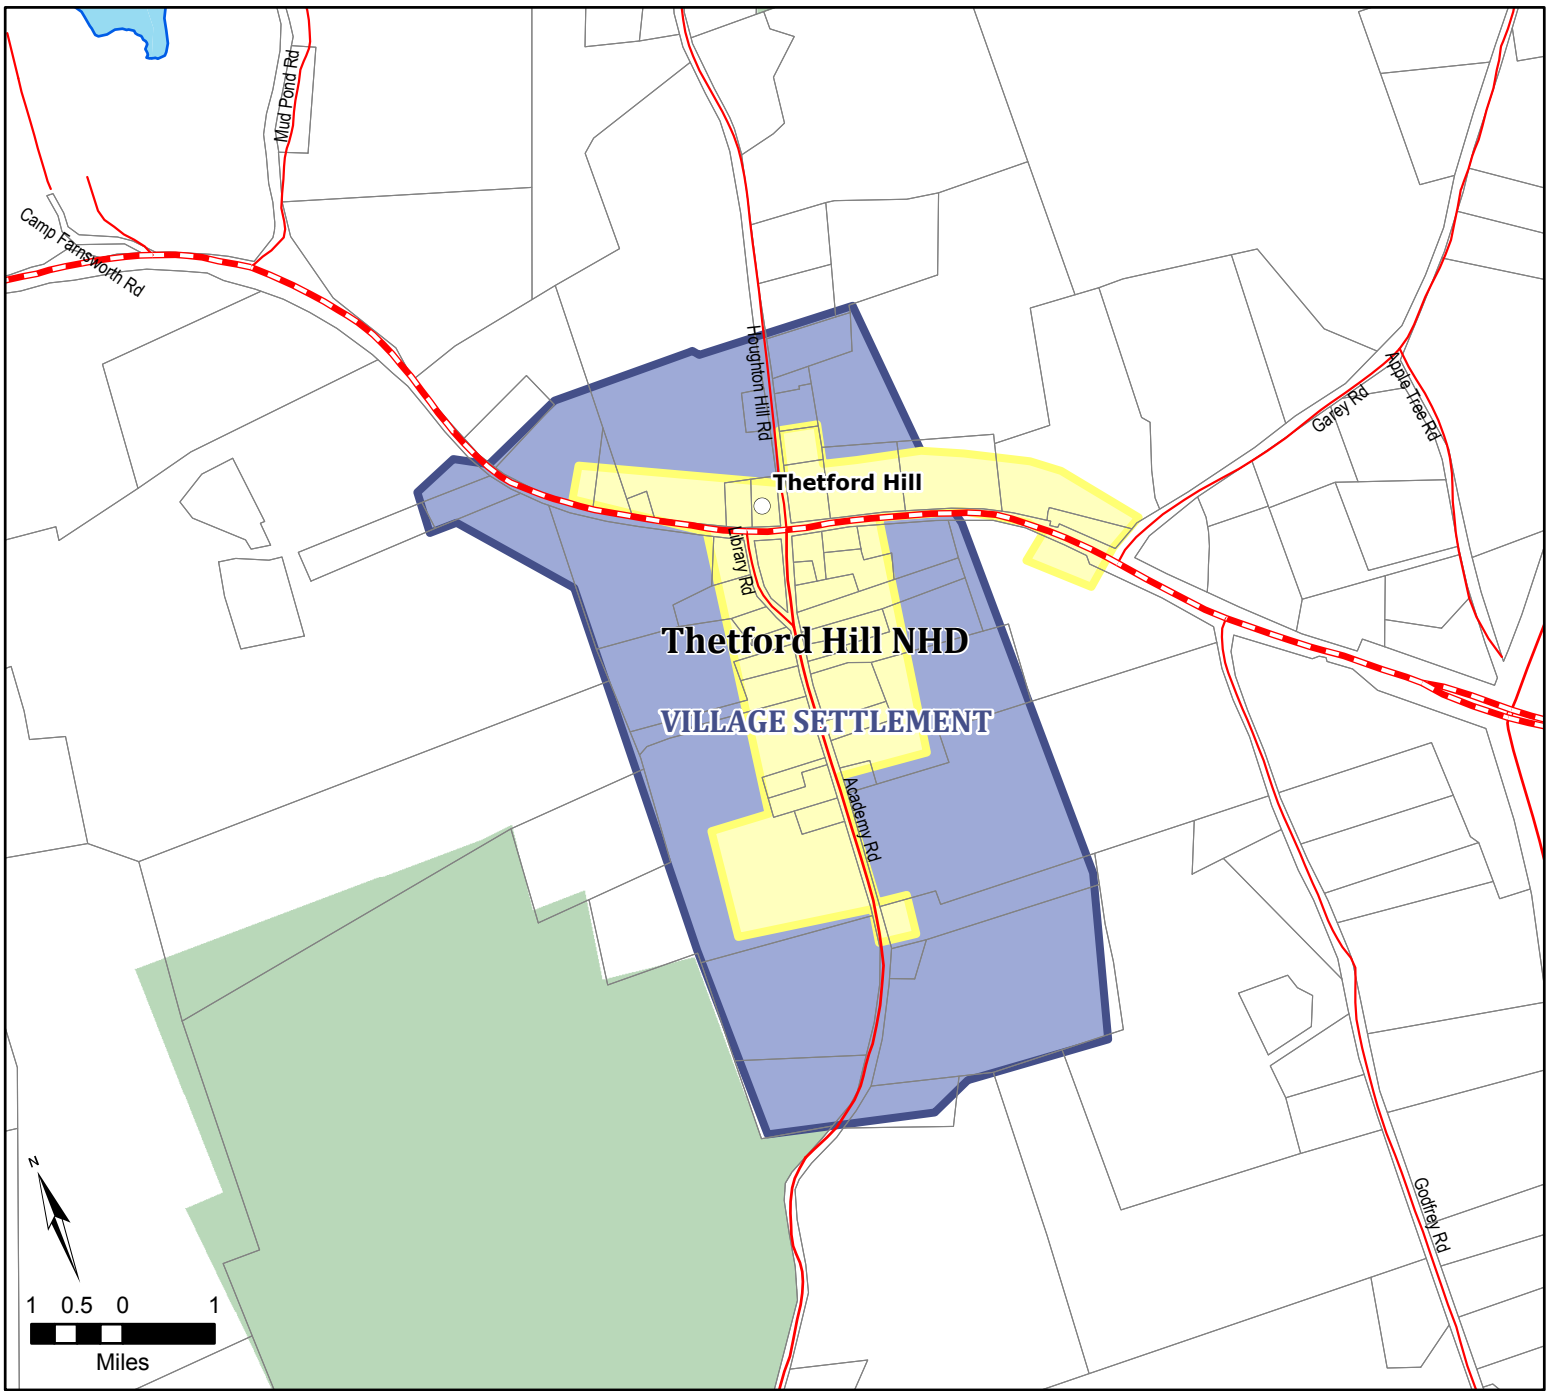 Mud Pond Rd
Camp Farnsworth Rd
Houghton Hill Rd
Apple Tree Rd
Garey Rd
Thetford Hill
Library Rd
Thetford Hill NHD
VILLAGE SETTLEMENT
Academy Rd
Godfrey Rd
N
1 0.5 0 1
Miles